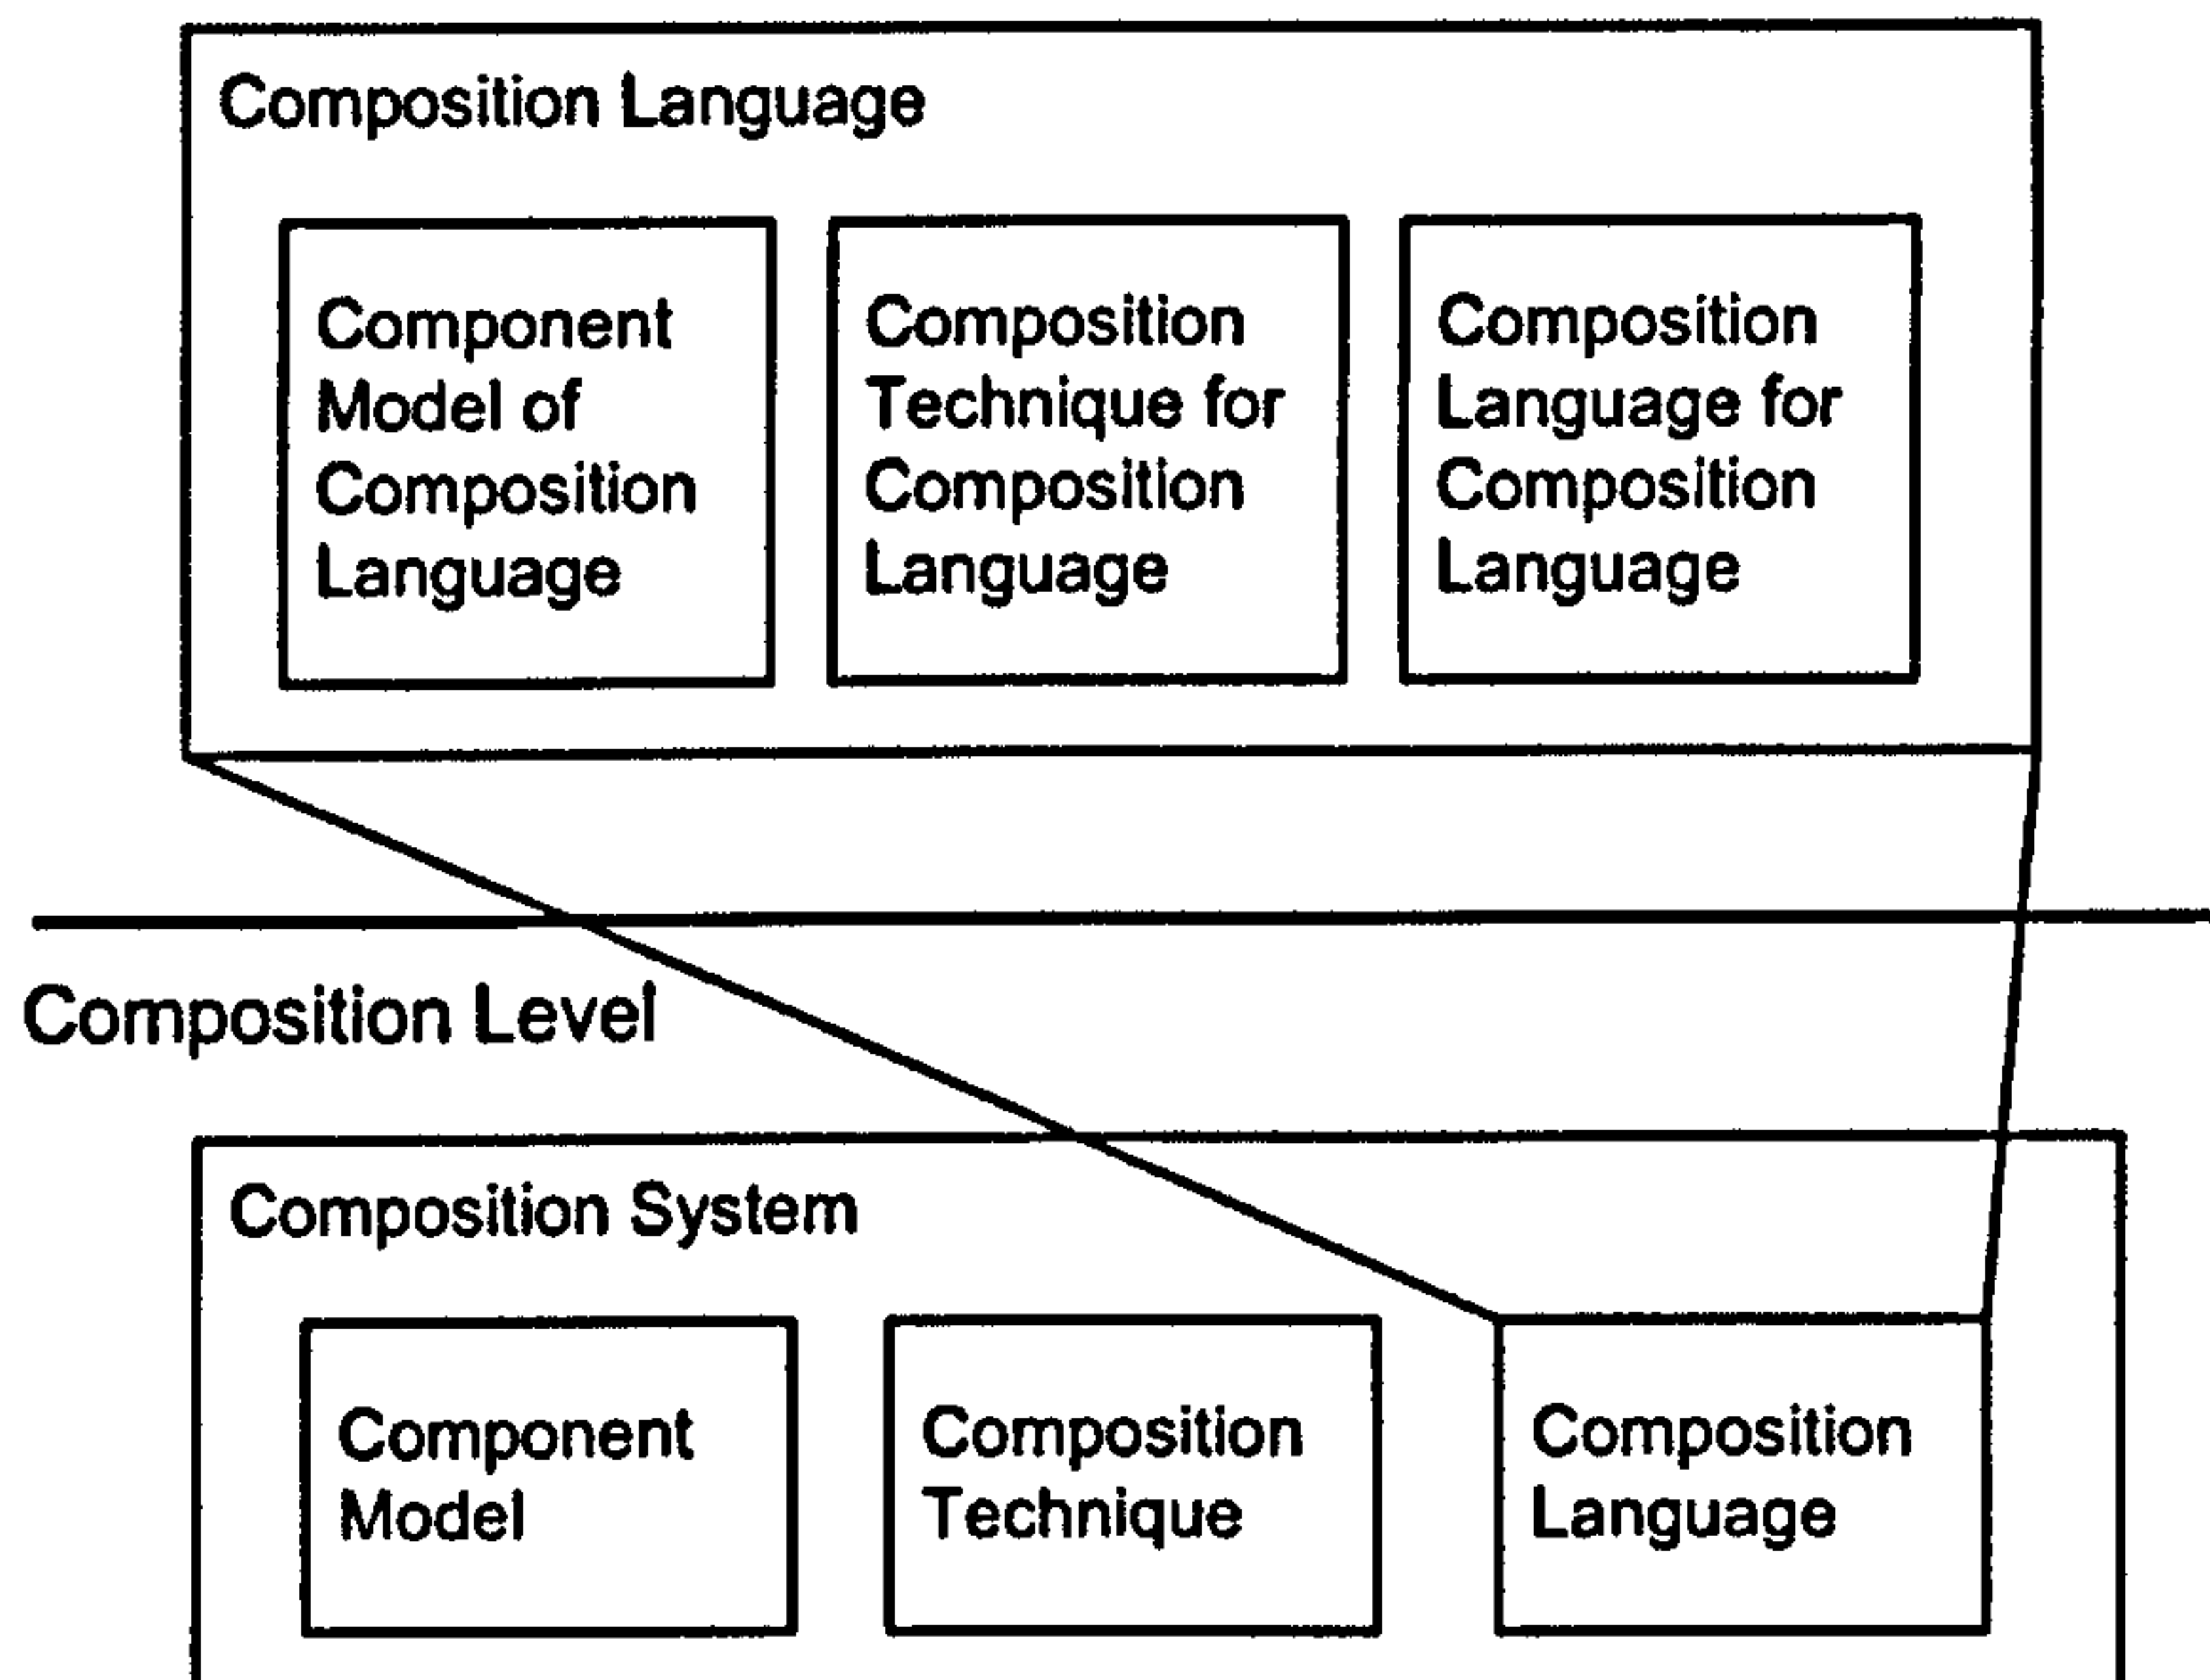 Composition Language
Component
Model of
Composition
Language
Composition
Technique for
Composition
Language
Composition
Language for
Composition
Language
Composition Level
Composition System
Component
Model
Composition
Technique
Composition
Language